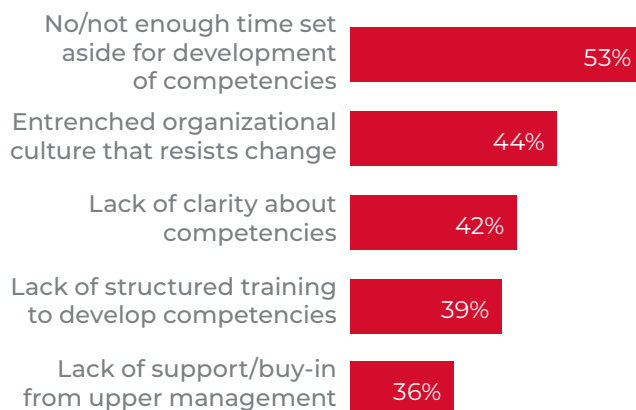 No/not enough time set
aside for development
of competencies
53%
Entrenched organizational
culture that resists change
44%
Lack of clarity about
competencies
42%
Lack of structured training
to develop competencies
39%
Lack of support/buy-in
from upper management
36%